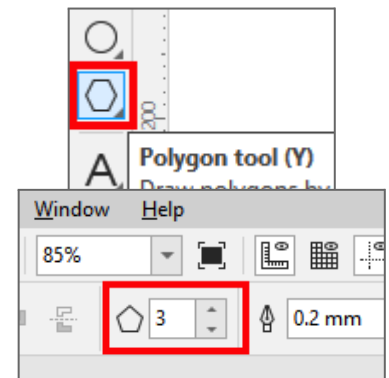 200
A
Polygon tool (Y)
Draw polygons by
Window Help
85%
3 0.2 mm